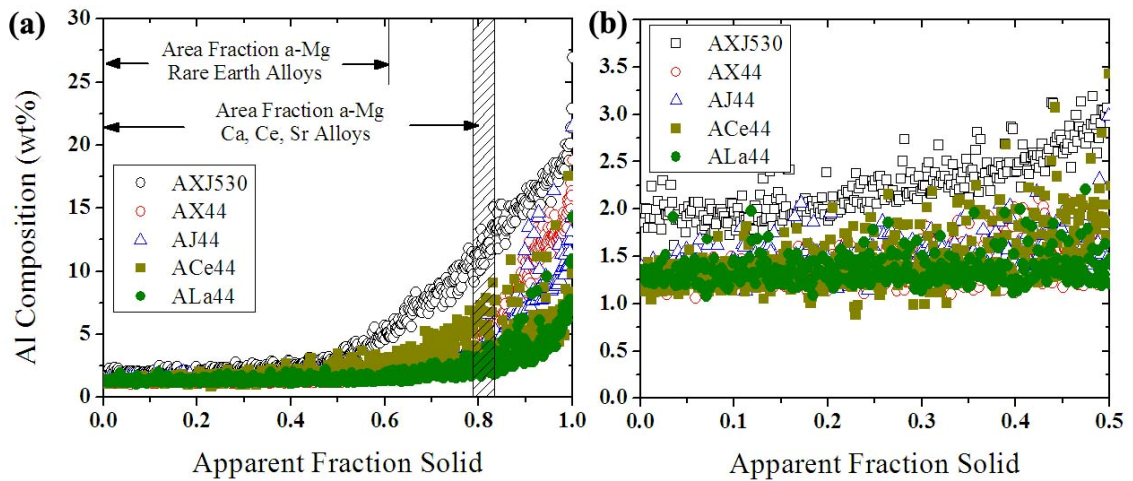 (a)
30
25
20
15
10
5
0
Al Composition (wt%)
Area Fraction a-Mg
Rare Earth Alloys
Area Fraction a-Mg
Ca, Ce, Sr Alloys
AXJ530
AX44
AJ44
ACe44
ALa44
0.0 0.2 0.4 0.6 0.8 1.0
Apparent Fraction Solid
(b)
3.5
3.0
2.5
2.0
1.5
1.0
0.5
0.0
AXJ530
AX44
AJ44
ACe44
ALa44
0.0 0.1 0.2 0.3 0.4 0.5
Apparent Fraction Solid